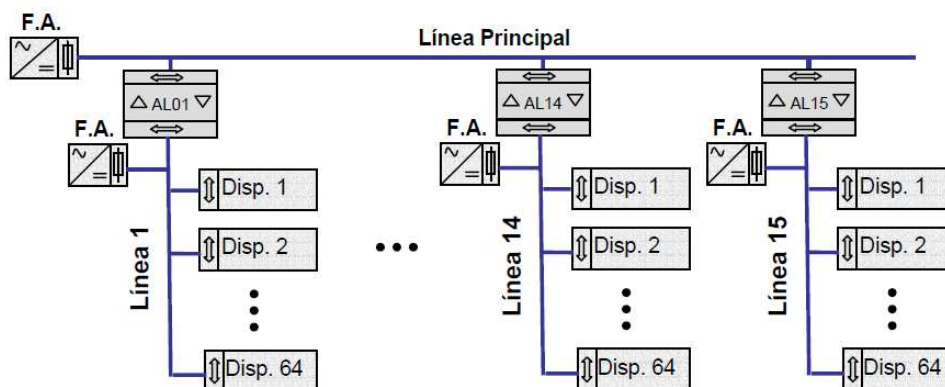 F.A.
Línea Principal
AL01
AL14
AL15
F.A.
F.A.
F.A.
Disp. 1
Disp. 1
Disp. 1
Disp. 2
Disp. 2
Disp. 2
Línea 1
Línea 14
Línea 15
Disp. 64
Disp. 64
Disp. 64